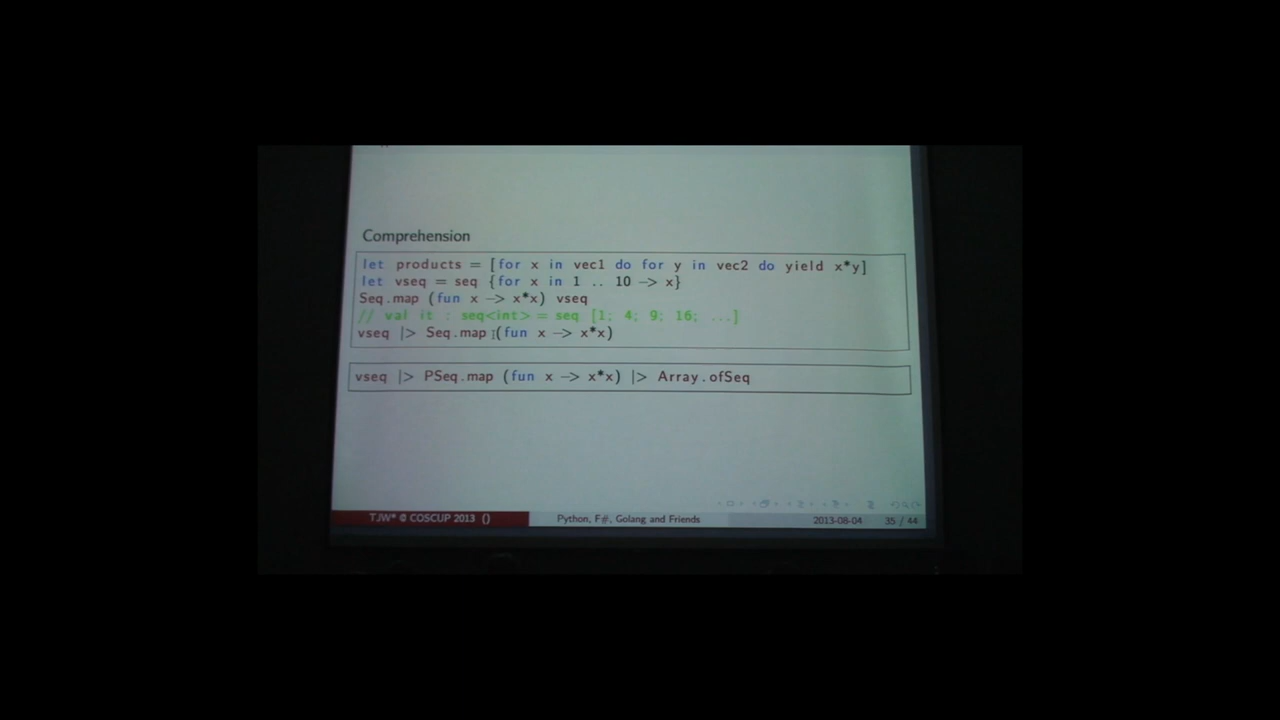 Comprehension
let products = [for x in vec1 do for y in vec2 do yield x*y]
let vseq = seq {for x in 1 .. 10 -> x}
Seq.map (fun x -> x*x) vseq
// val it : seq<int> = seq [1; 4; 9; 16; ...]
vseq |> Seq.map (fun x -> x*x)
vseq |> PSeq.map (fun x -> x*x) |> Array.ofSeq
TJW* @ COSCUP 2013 () Python, F#, Golang and Friends 2013-08-04 35 / 44